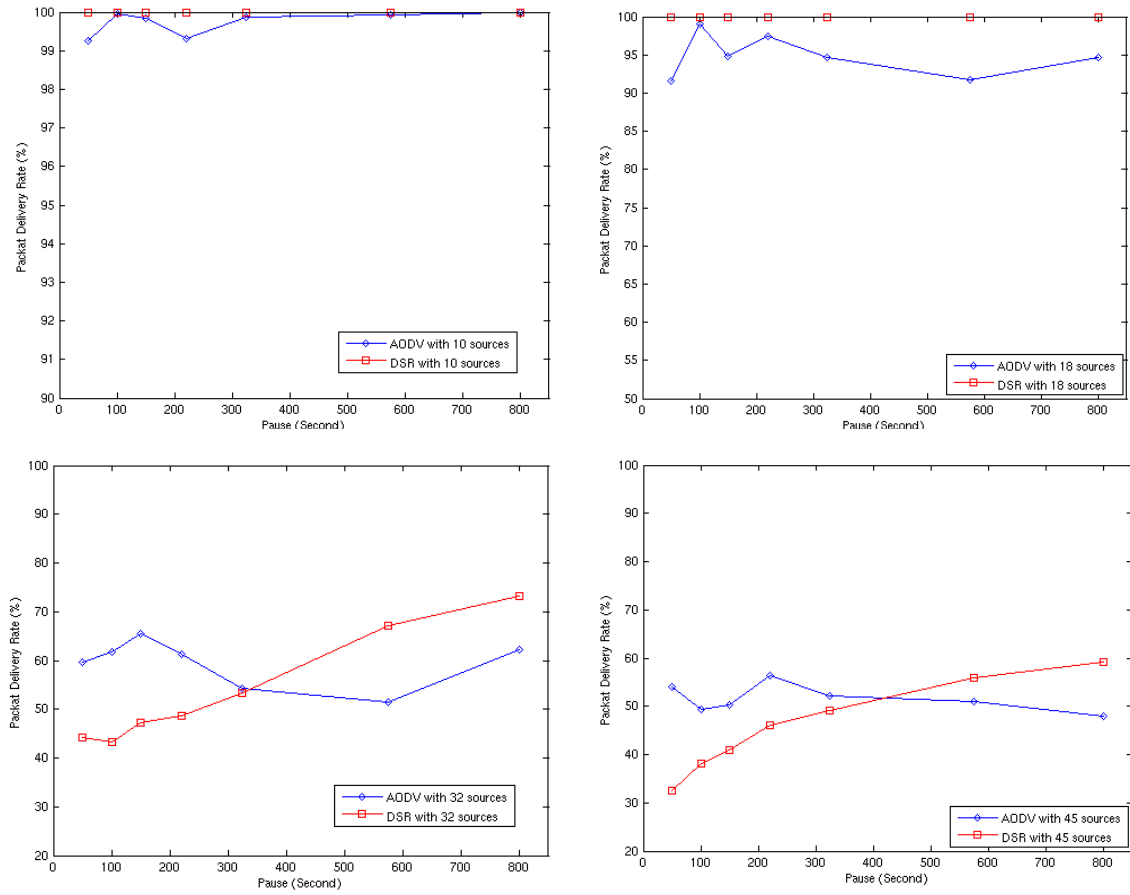 100
99
98
97
96
95
94
93
92
91
90
Packat Delivery Rate (%)
AODV with 10 sources
DSR with 10 sources
0 100 200 300 400 500 600 700 800
Pause (Second)
100
95
90
85
80
75
70
65
60
55
50
Packat Delivery Rate (%)
AODV with 18 sources
DSR with 18 sources
0 100 200 300 400 500 600 700 800
Pause (Second)
100
90
80
70
60
50
40
30
20
Packat Delivery Rate (%)
AODV with 32 sources
DSR with 32 sources
0 100 200 300 400 500 600 700 800
Pause (Second)
100
90
80
70
60
50
40
30
20
Packat Delivery Rate (%)
AODV with 45 sources
DSR with 45 sources
0 100 200 300 400 500 600 700 800
Pause (Second)